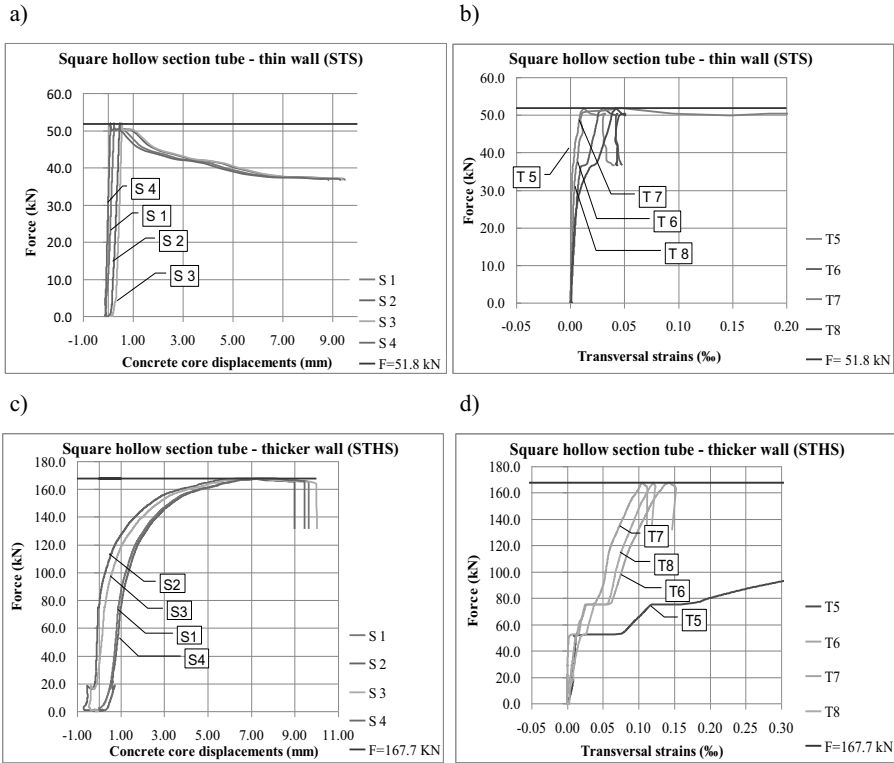 a)
Square hollow section tube - thin wall (STS)
60.0
50.0
40.0
30.0
20.0
10.0
0.0
Force (kN)
-1.00 1.00 3.00 5.00 7.00 9.00
Concrete core displacements (mm)
S 4
S 1
S 2
S 3
S 1
S 2
S 3
S 4
F=51.8 kN
b)
Square hollow section tube - thin wall (STS)
60.0
50.0
40.0
30.0
20.0
10.0
0.0
Force (kN)
-0.05 0.00 0.05 0.10 0.15 0.20
Transversal strains (‰)
T 5
T 7
T 6
T 8
T5
T6
T7
T8
F= 51.8 kN
c)
Square hollow section tube - thicker wall (STHS)
180.0
160.0
140.0
120.0
100.0
80.0
60.0
40.0
20.0
0.0
Force (kN)
-1.00 1.00 3.00 5.00 7.00 9.00 11.00
Concrete core displacements (mm)
S2
S3
S1
S4
S 1
S 2
S 3
S 4
F=167.7 KN
d)
Square hollow section tube - thicker wall (STHS)
180.0
160.0
140.0
120.0
100.0
80.0
60.0
40.0
20.0
0.0
Force (kN)
-0.05 0.00 0.05 0.10 0.15 0.20 0.25 0.30
Transversal strains (‰)
T7
T8
T6
T5
T5
T6
T7
T8
F=167.7 kN